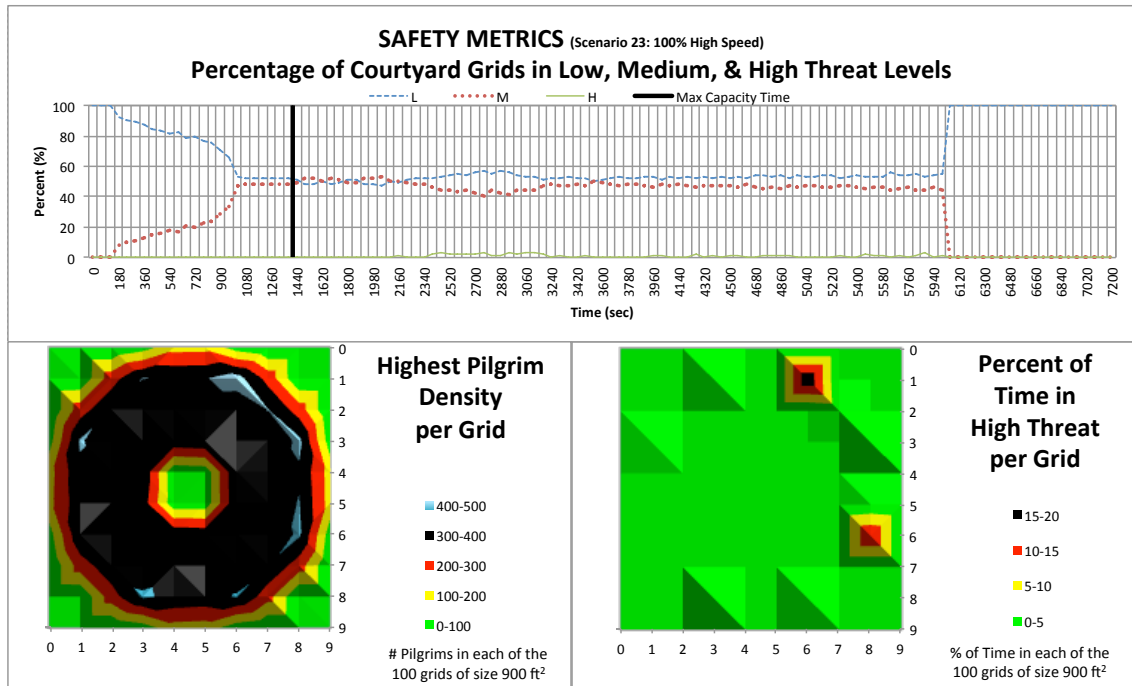 SAFETY METRICS (Scenario 23: 100% High Speed)
Percentage of Courtyard Grids in Low, Medium, & High Threat Levels
L M H Max Capacity Time
100
80
60
40
20
0
Percent (%)
0 180 360 540 720 900 1080 1260 1440 1620 1800 1980 2160 2340 2520 2700 2880 3060 3240 3420 3600 3780 3960 4140 4320 4500 4680 4860 5040 5220 5400 5580 5760 5940 6120 6300 6480 6660 6840 7020 7200
Time (sec)
Highest Pilgrim
Density
per Grid
400-500
300-400
200-300
100-200
0-100
# Pilgrims in each of the
100 grids of size 900 ft²
0
1
2
3
4
5
6
7
8
9
0 1 2 3 4 5 6 7 8 9
Percent of
Time in
High Threat
per Grid
15-20
10-15
5-10
0-5
% of Time in each of the
100 grids of size 900 ft²
0
1
2
3
4
5
6
7
8
9
0 1 2 3 4 5 6 7 8 9